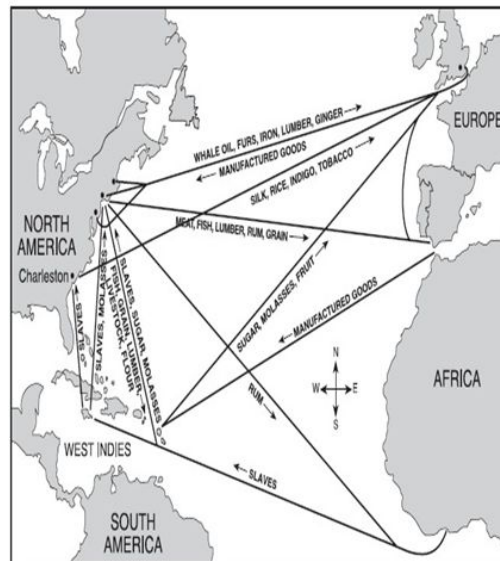 WHALE OIL, FURS, IRON, LUMBER, GINGER →
← MANUFACTURED GOODS
SILK, RICE, INDIGO, TOBACCO →
EUROPE
NORTH
AMERICA
Charleston
MEAT, FISH, LUMBER, RUM, GRAIN →
SUGAR, MOLASSES, FRUIT →
← MANUFACTURED GOODS
SLAVES →
SLAVES, MOLASSES →
← SLAVES, SUGAR, MOLASSES
FISH, GRAIN, LUMBER, →
LIVESTOCK, FLOUR
RUM →
N
W E
S
AFRICA
WEST INDIES
← SLAVES
SOUTH
AMERICA